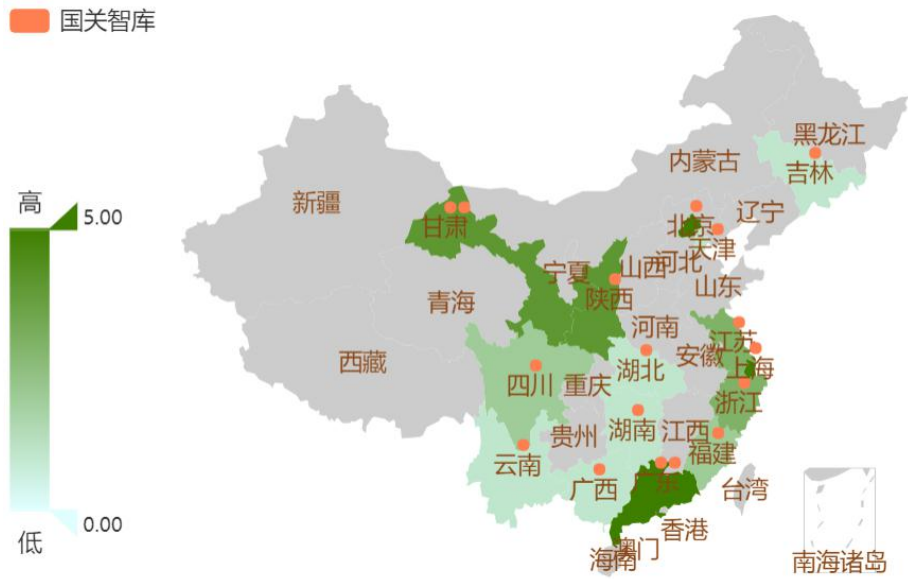 国关智库
高
5.00
0.00
低
黑龙江
内蒙古
吉林
新疆
辽宁
甘肃
北京
天津
宁夏
山西
河北
青海
陕西
山东
河南
江苏
西藏
安徽
上海
湖北
四川
重庆
浙江
贵州
湖南
江西
云南
福建
广西
广东
台湾
香港
澳门
海南
南海诸岛